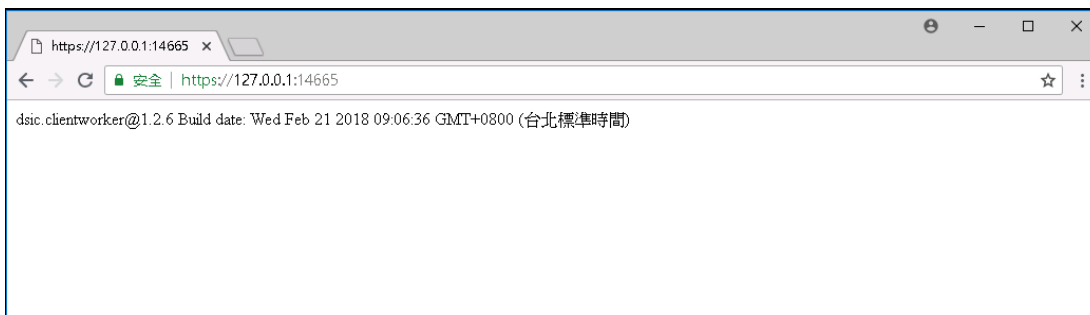 https://127.0.0.1:14665
安全 | https://127.0.0.1:14665
dsic.clientworker@1.2.6 Build date: Wed Feb 21 2018 09:06:36 GMT+0800 (台北標準時間)